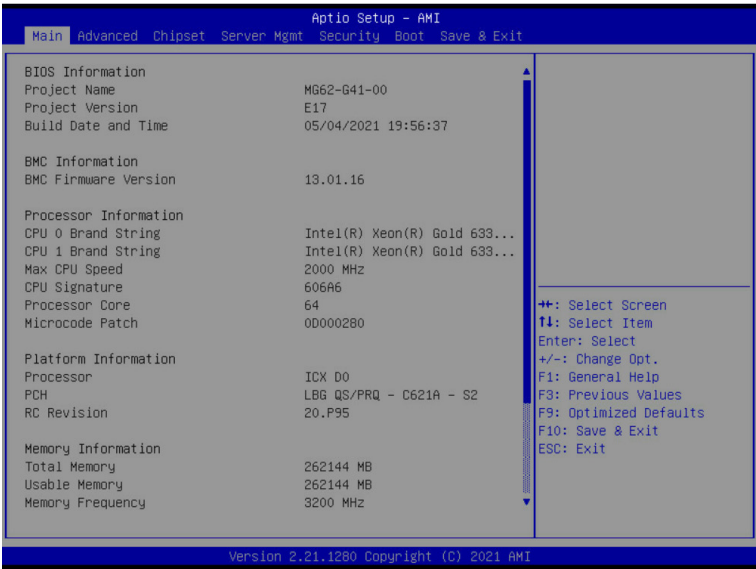 Aptio Setup – AMI
Main Advanced Chipset Server Mgmt Security Boot Save & Exit
BIOS Information
Project Name MG62-G41-00
Project Version E17
Build Date and Time 05/04/2021 19:56:37
BMC Information
BMC Firmware Version 13.01.16
Processor Information
CPU 0 Brand String Intel(R) Xeon(R) Gold 633...
CPU 1 Brand String Intel(R) Xeon(R) Gold 633...
Max CPU Speed 2000 MHz
CPU Signature 606A6
Processor Core 64
Microcode Patch 0D000280
Platform Information
Processor ICX D0
PCH LBG QS/PRQ - C621A - S2
RC Revision 20.P95
Memory Information
Total Memory 262144 MB
Usable Memory 262144 MB
Memory Frequency 3200 MHz
→←: Select Screen
↑↓: Select Item
Enter: Select
+/-: Change Opt.
F1: General Help
F3: Previous Values
F9: Optimized Defaults
F10: Save & Exit
ESC: Exit
Version 2.21.1280 Copyright (C) 2021 AMI